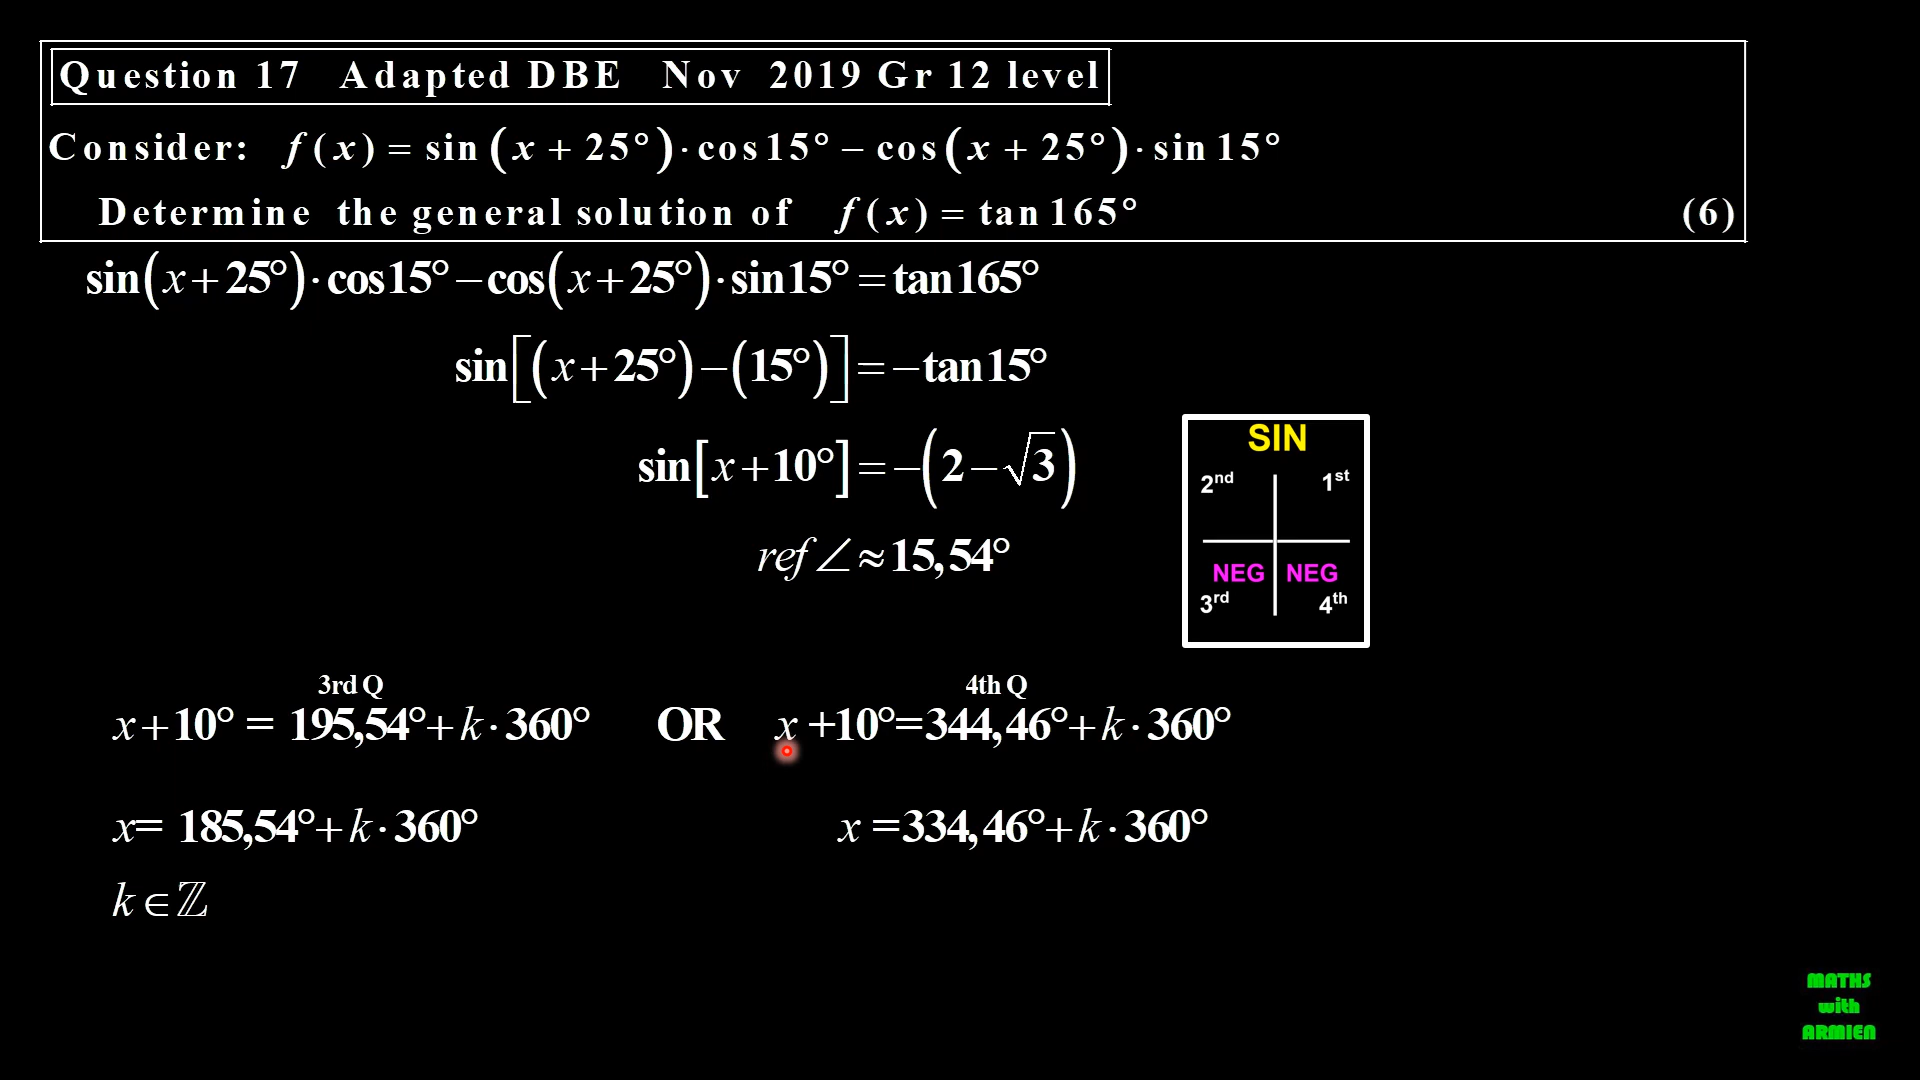 Question 17 Adapted DBE Nov 2019 Gr 12 level
Consider: f(x) = sin(x + 25°)·cos15° − cos(x + 25°)·sin15°
Determine the general solution of f(x) = tan165° (6)
sin(x+25°)·cos15°−cos(x+25°)·sin15°=tan165°
sin[(x+25°)−(15°)]=−tan15°
sin[x+10°]=−(2−√3)
ref∠≈15,54°
SIN
2nd 1st
NEG NEG
3rd 4th
3rd Q 4th Q
x+10° = 195,54°+k·360° OR x+10°=344,46°+k·360°
x= 185,54°+k·360° x =334,46°+k·360°
k∈ℤ
MATHS
with
ARMIEN